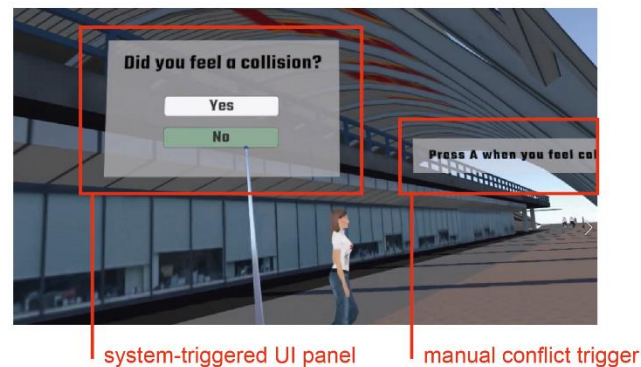 Did you feel a collision?
Yes
No
Press A when you feel col
system-triggered UI panel
manual conflict trigger